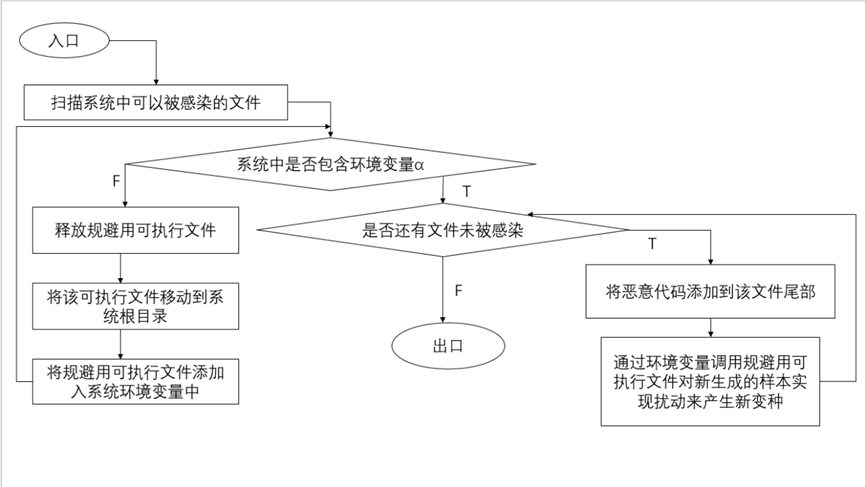 入口
扫描系统中可以被感染的文件
系统中是否包含环境变量α
F
T
释放规避用可执行文件
是否还有文件未被感染
T
将该可执行文件移动到系
统根目录
F
将恶意代码添加到该文件尾部
出口
将规避用可执行文件添加
入系统环境变量中
通过环境变量调用规避用可
执行文件对新生成的样本实
现扰动来产生新变种